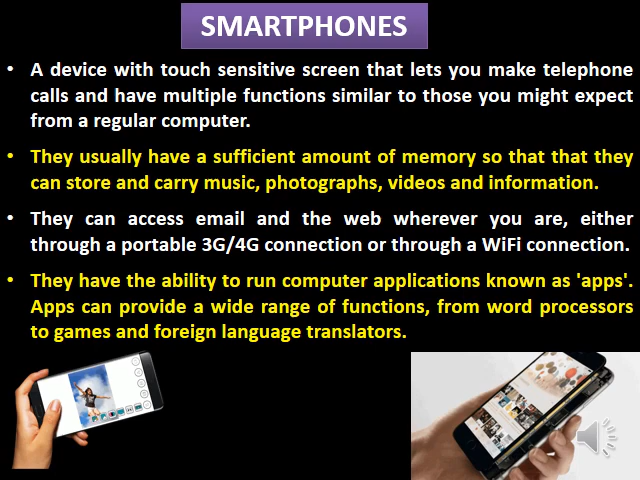 SMARTPHONES
• A device with touch sensitive screen that lets you make telephone
calls and have multiple functions similar to those you might expect
from a regular computer.
• They usually have a sufficient amount of memory so that that they
can store and carry music, photographs, videos and information.
• They can access email and the web wherever you are, either
through a portable 3G/4G connection or through a WiFi connection.
• They have the ability to run computer applications known as 'apps'.
Apps can provide a wide range of functions, from word processors
to games and foreign language translators.